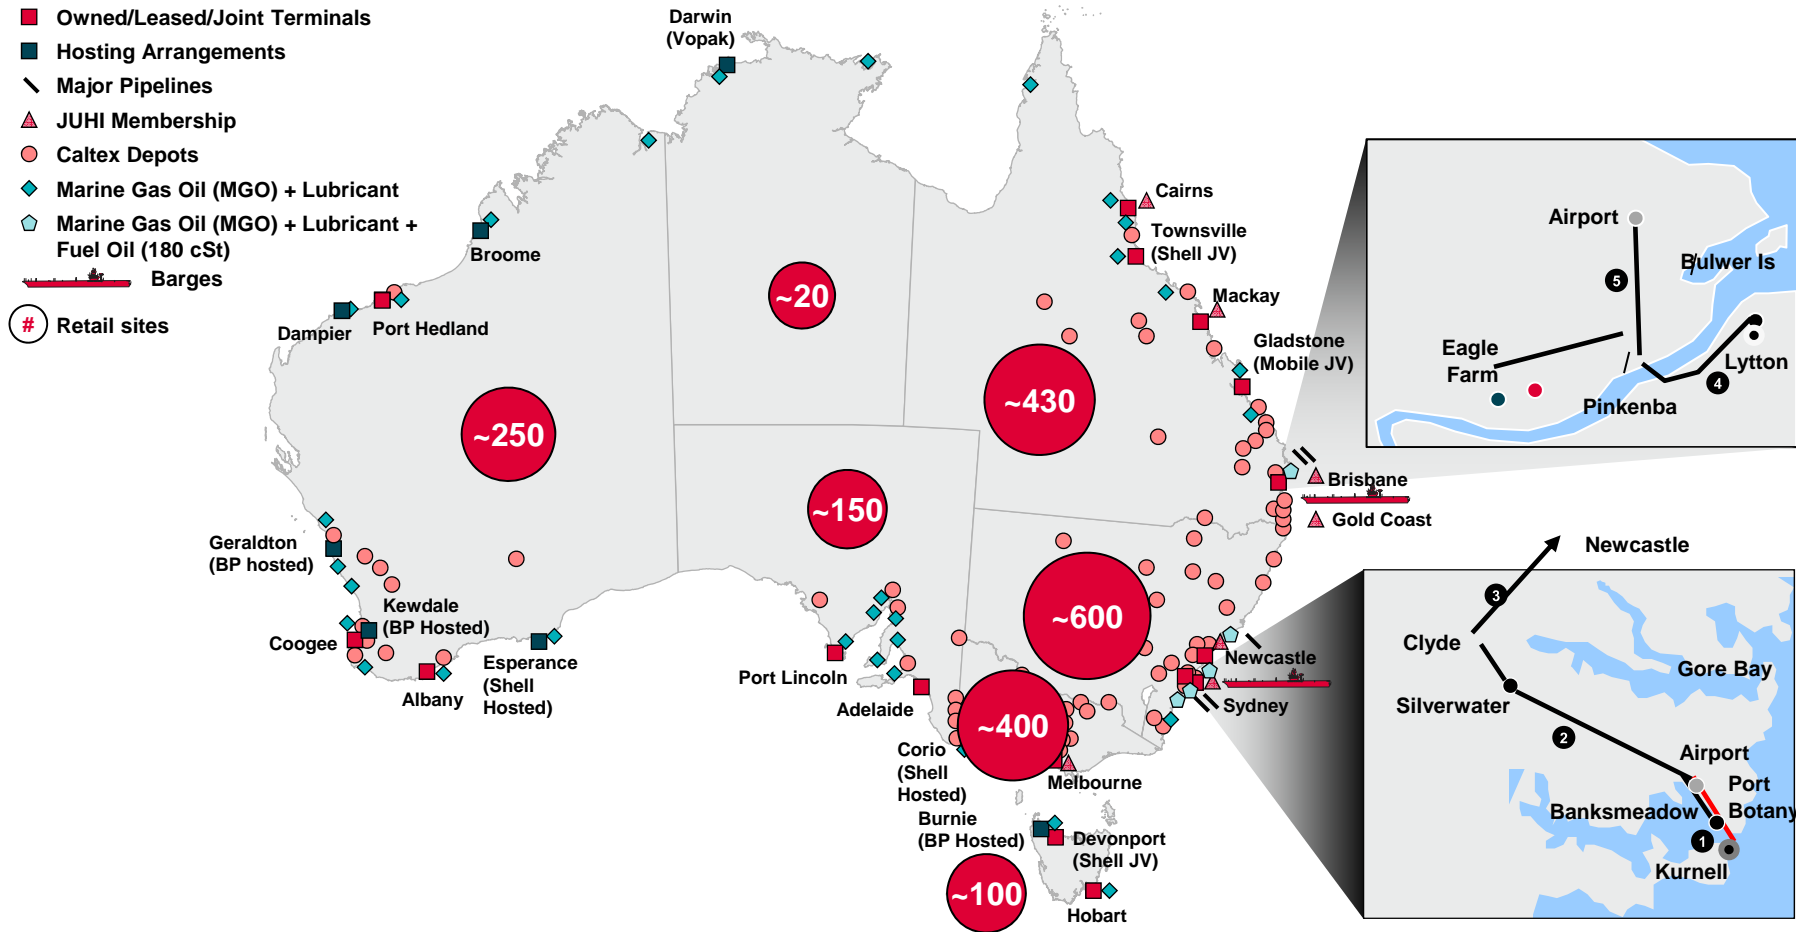 Owned/Leased/Joint Terminals
Hosting Arrangements
Major Pipelines
JUHI Membership
Caltex Depots
Marine Gas Oil (MGO) + Lubricant
Marine Gas Oil (MGO) + Lubricant +
Fuel Oil (180 cSt)
Barges
#
Retail sites
Darwin
(Vopak)
Broome
Dampier
Port Hedland
Cairns
Townsville
(Shell JV)
Mackay
Gladstone
(Mobile JV)
~20
~430
~250
~150
~600
~400
~100
Brisbane
Gold Coast
Geraldton
(BP hosted)
Kewdale
(BP Hosted)
Coogee
Albany
Esperance
(Shell
Hosted)
Port Lincoln
Adelaide
Newcastle
Sydney
Corio
(Shell
Hosted)
Melbourne
Burnie
(BP Hosted)
Devonport
(Shell JV)
Hobart
Airport
Bulwer Is
5
Eagle
Farm
Lytton
4
Pinkenba
Newcastle
3
Clyde
Gore Bay
Silverwater
2
Airport
Port
Botany
Banksmeadow
1
Kurnell